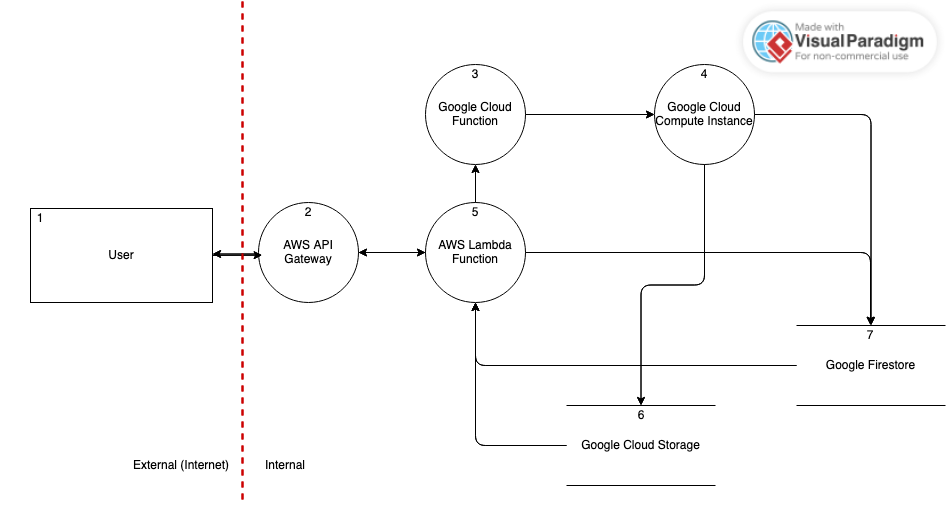 Made with
Visual Paradigm
For non-commercial use
3
Google Cloud
Function
4
Google Cloud
Compute Instance
1
User
2
AWS API
Gateway
5
AWS Lambda
Function
7
Google Firestore
6
Google Cloud Storage
External (Internet)
Internal